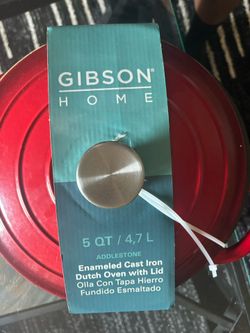 GIBSON®
HOME
5 QT / 4,7 L
ADDLESTONE
Enameled Cast Iron
Dutch Oven with Lid
Olla Con Tapa Hierro
Fundido Esmaltado